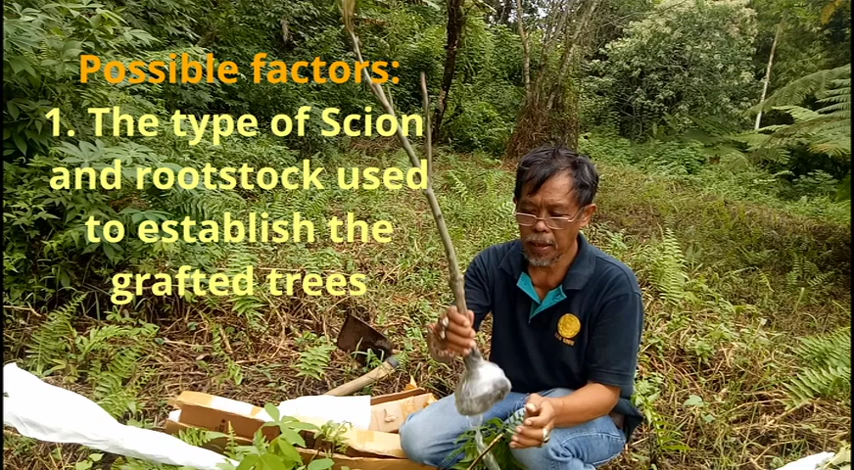 Possible factors:
1. The type of Scion
and rootstock used
to establish the
grafted trees